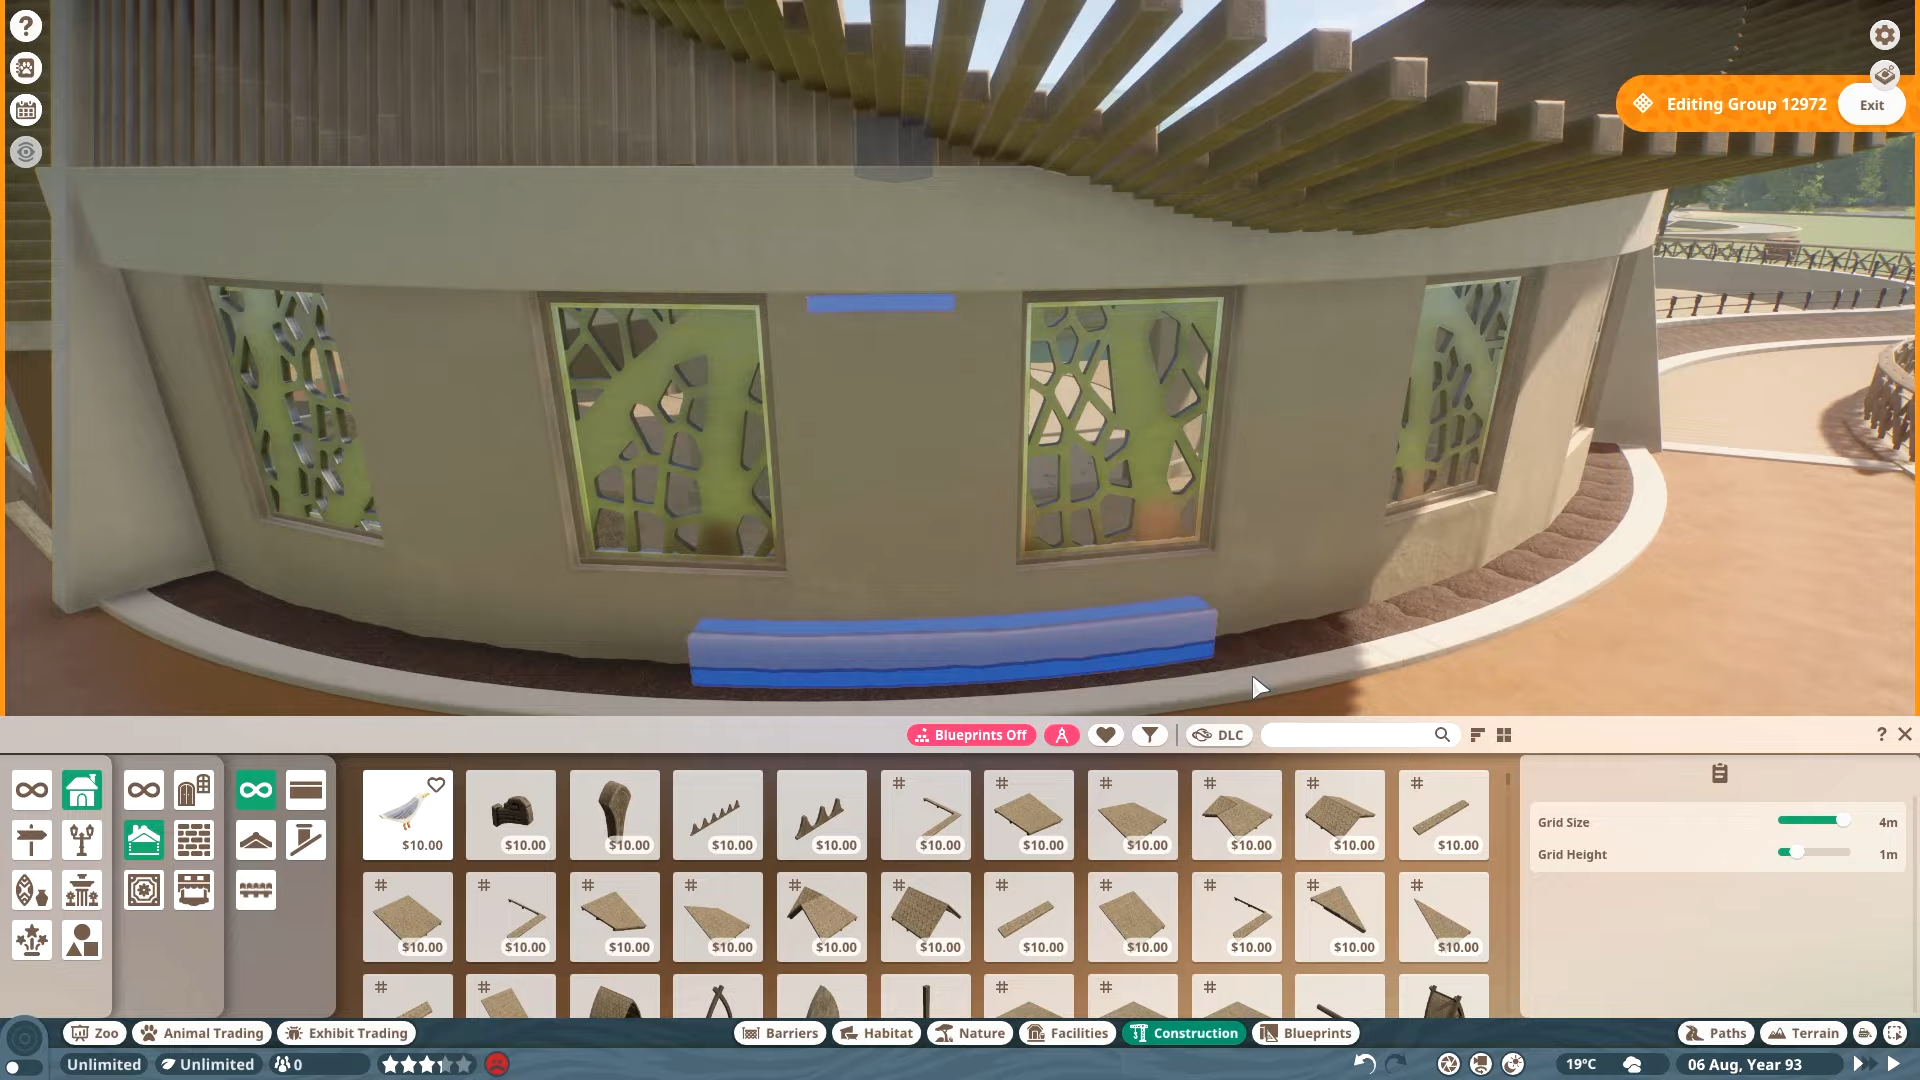 ?
Editing Group 12972
Exit
Blueprints Off
DLC
?
$10.00
$10.00
$10.00
$10.00
$10.00
# $10.00
# $10.00
# $10.00
# $10.00
# $10.00
# $10.00
Grid Size
4m
Grid Height
1m
# $10.00
# $10.00
# $10.00
# $10.00
# $10.00
# $10.00
# $10.00
# $10.00
# $10.00
# $10.00
# $10.00
#
#
#
#
#
Zoo
Animal Trading
Exhibit Trading
Barriers
Habitat
Nature
Facilities
Construction
Blueprints
Paths
Terrain
Unlimited
Unlimited
0
19°C
06 Aug, Year 93